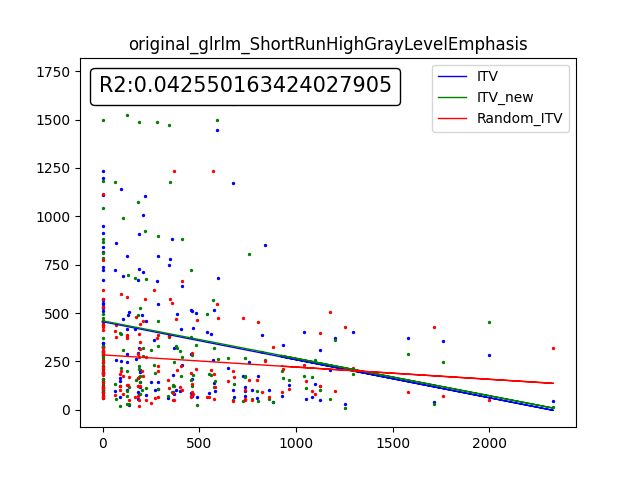 original_glrlm_ShortRunHighGrayLevelEmphasis
R2:0.042550163424027905
ITV
ITV_new
Random_ITV
1750
1500
1250
1000
750
500
250
0
0 500 1000 1500 2000